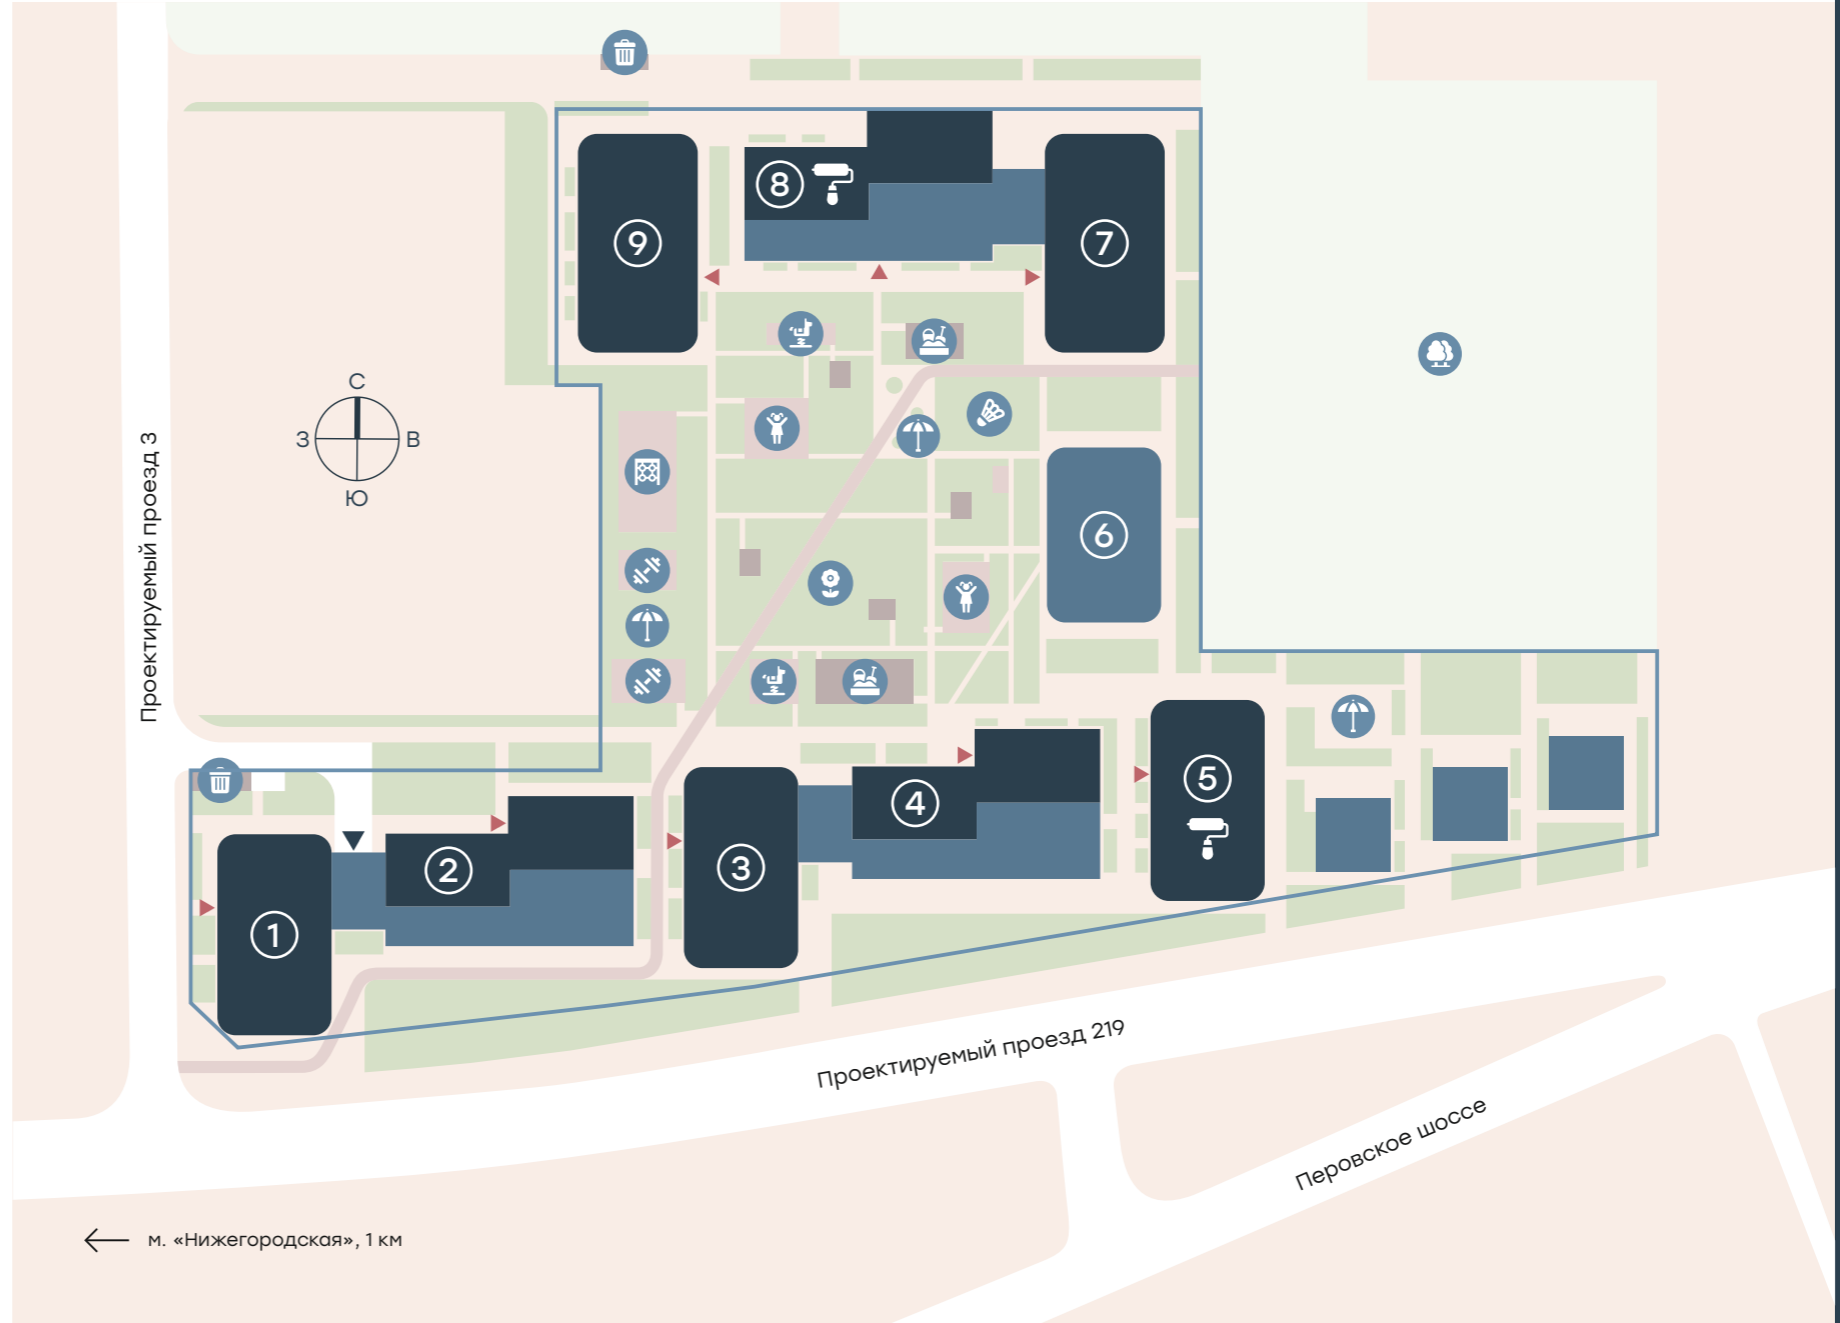 8
9
7
С
З
В
Ю
Проектируемый проезд 3
6
5
4
3
2
1
Проектируемый проезд 219
Перовское шоссе
м. «Нижегородская», 1 км